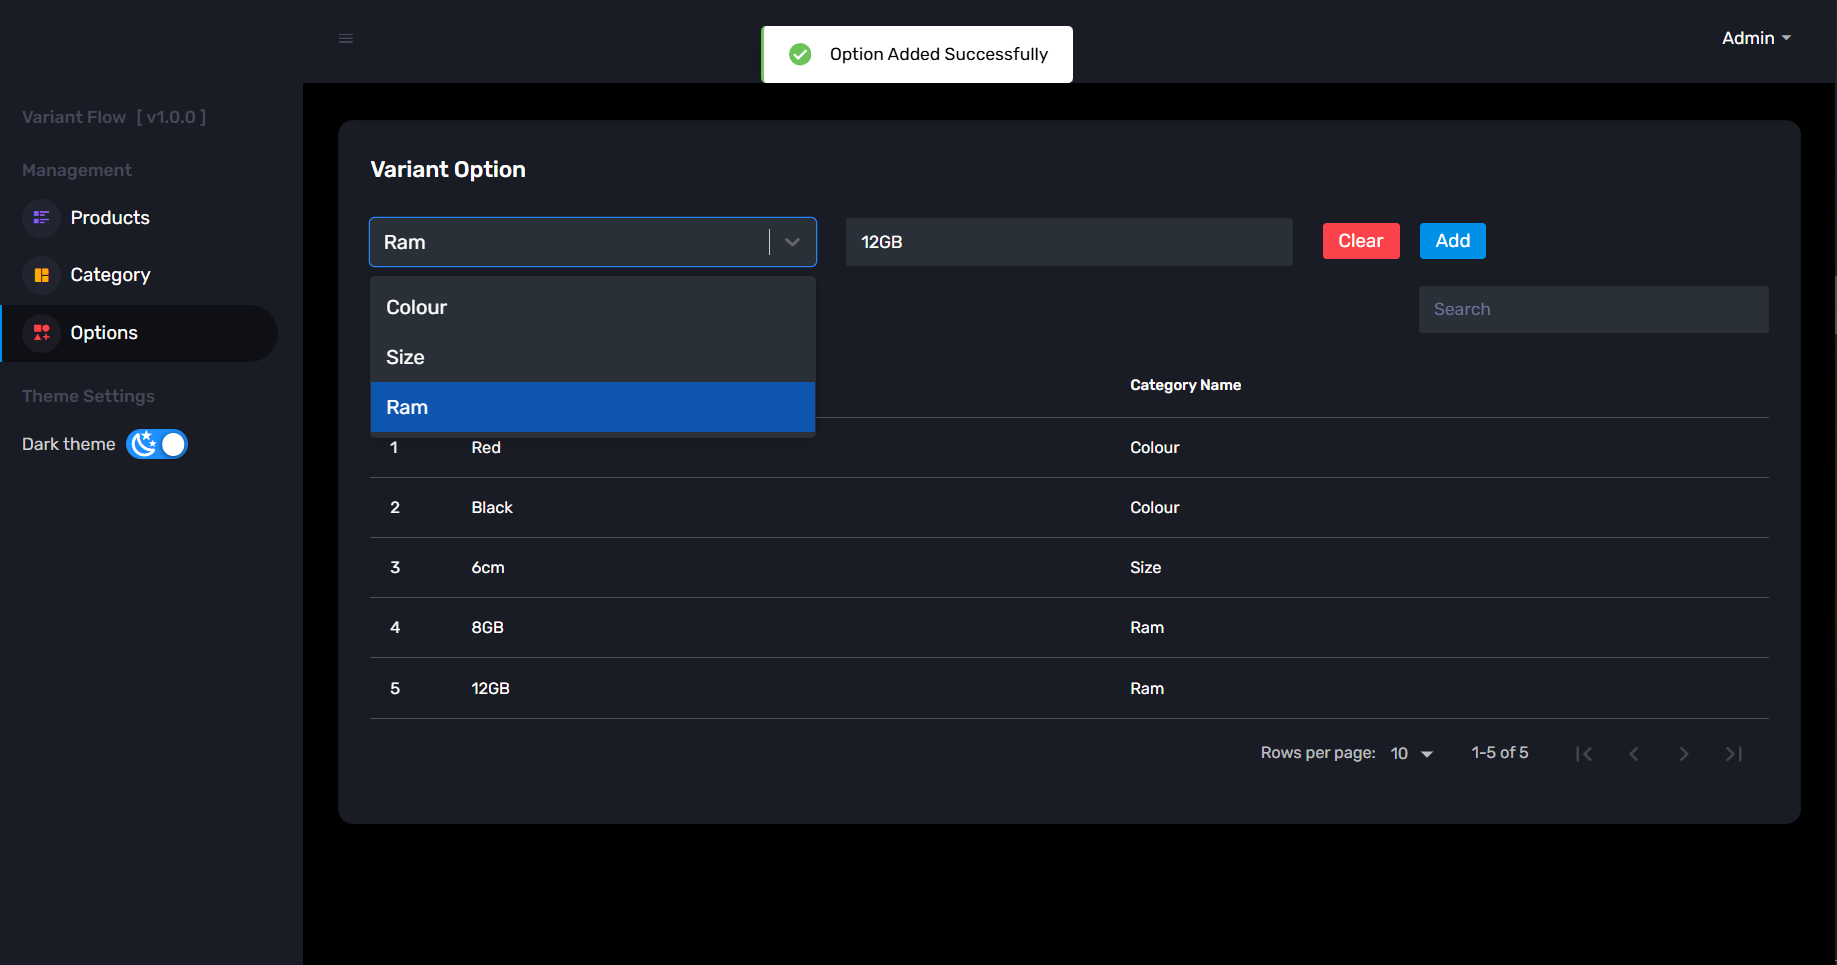 Option Added Successfully
Admin
Variant Flow [ v1.0.0 ]
Management
Products
Category
Options
Theme Settings
Dark theme
Variant Option
Ram
12GB
Clear
Add
Colour
Size
Ram
Search
Category Name
1 Red Colour
2 Black Colour
3 6cm Size
4 8GB Ram
5 12GB Ram
Rows per page: 10 1-5 of 5